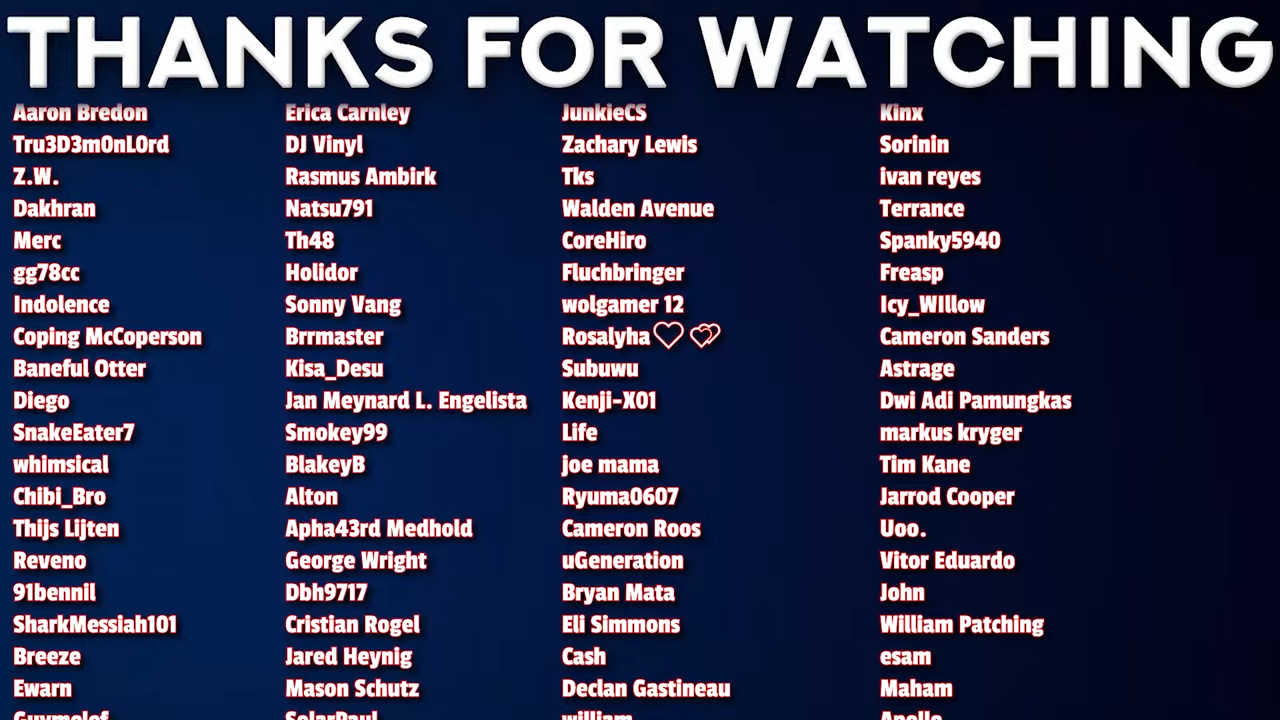 THANKS FOR WATCHING
Aaron Bredon
Tru3D3m0nL0rd
Z.W.
Dakhran
Merc
gg78cc
Indolence
Coping McCoperson
Baneful Otter
Diego
SnakeEater7
whimsical
Chibi_Bro
Thijs Lijten
Reveno
91bennil
SharkMessiah101
Breeze
Ewarn
Erica Carnley
DJ Vinyl
Rasmus Ambirk
Natsu791
Th48
Holidor
Sonny Vang
Brrmaster
Kisa_Desu
Jan Meynard L. Engelista
Smokey99
BlakeyB
Alton
Apha43rd Medhold
George Wright
Dbh9717
Cristian Rogel
Jared Heynig
Mason Schutz
SolarPaul
JunkieCS
Zachary Lewis
Tks
Walden Avenue
CoreHiro
Fluchbringer
wolgamer 12
Rosalyha
Subuwu
Kenji-X01
Life
joe mama
Ryuma0607
Cameron Roos
uGeneration
Bryan Mata
Eli Simmons
Cash
Declan Gastineau
william
Kinx
Sorinin
ivan reyes
Terrance
Spanky5940
Freasp
Icy_WIllow
Cameron Sanders
Astrage
Dwi Adi Pamungkas
markus kryger
Tim Kane
Jarrod Cooper
Uoo.
Vitor Eduardo
John
William Patching
esam
Maham
Apollo